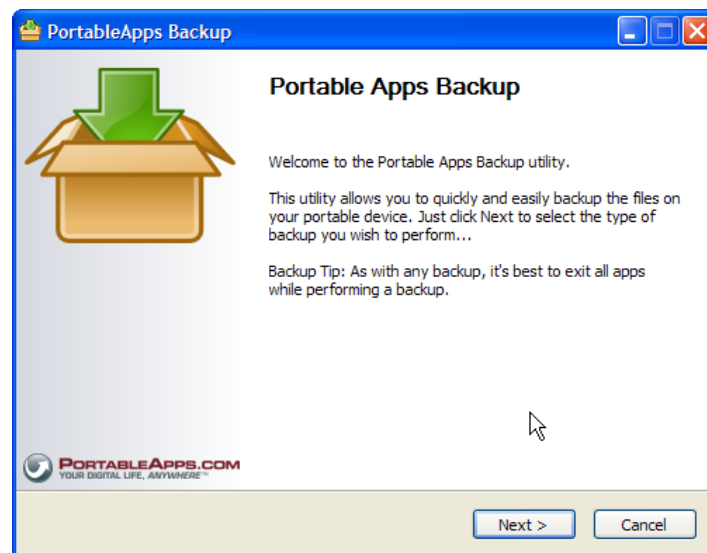 PortableApps Backup
Portable Apps Backup
Welcome to the Portable Apps Backup utility.
This utility allows you to quickly and easily backup the files on
your portable device. Just click Next to select the type of
backup you wish to perform...
Backup Tip: As with any backup, it's best to exit all apps
while performing a backup.
PORTABLEAPPS.COM
YOUR DIGITAL LIFE, ANYWHERE™
Next >
Cancel